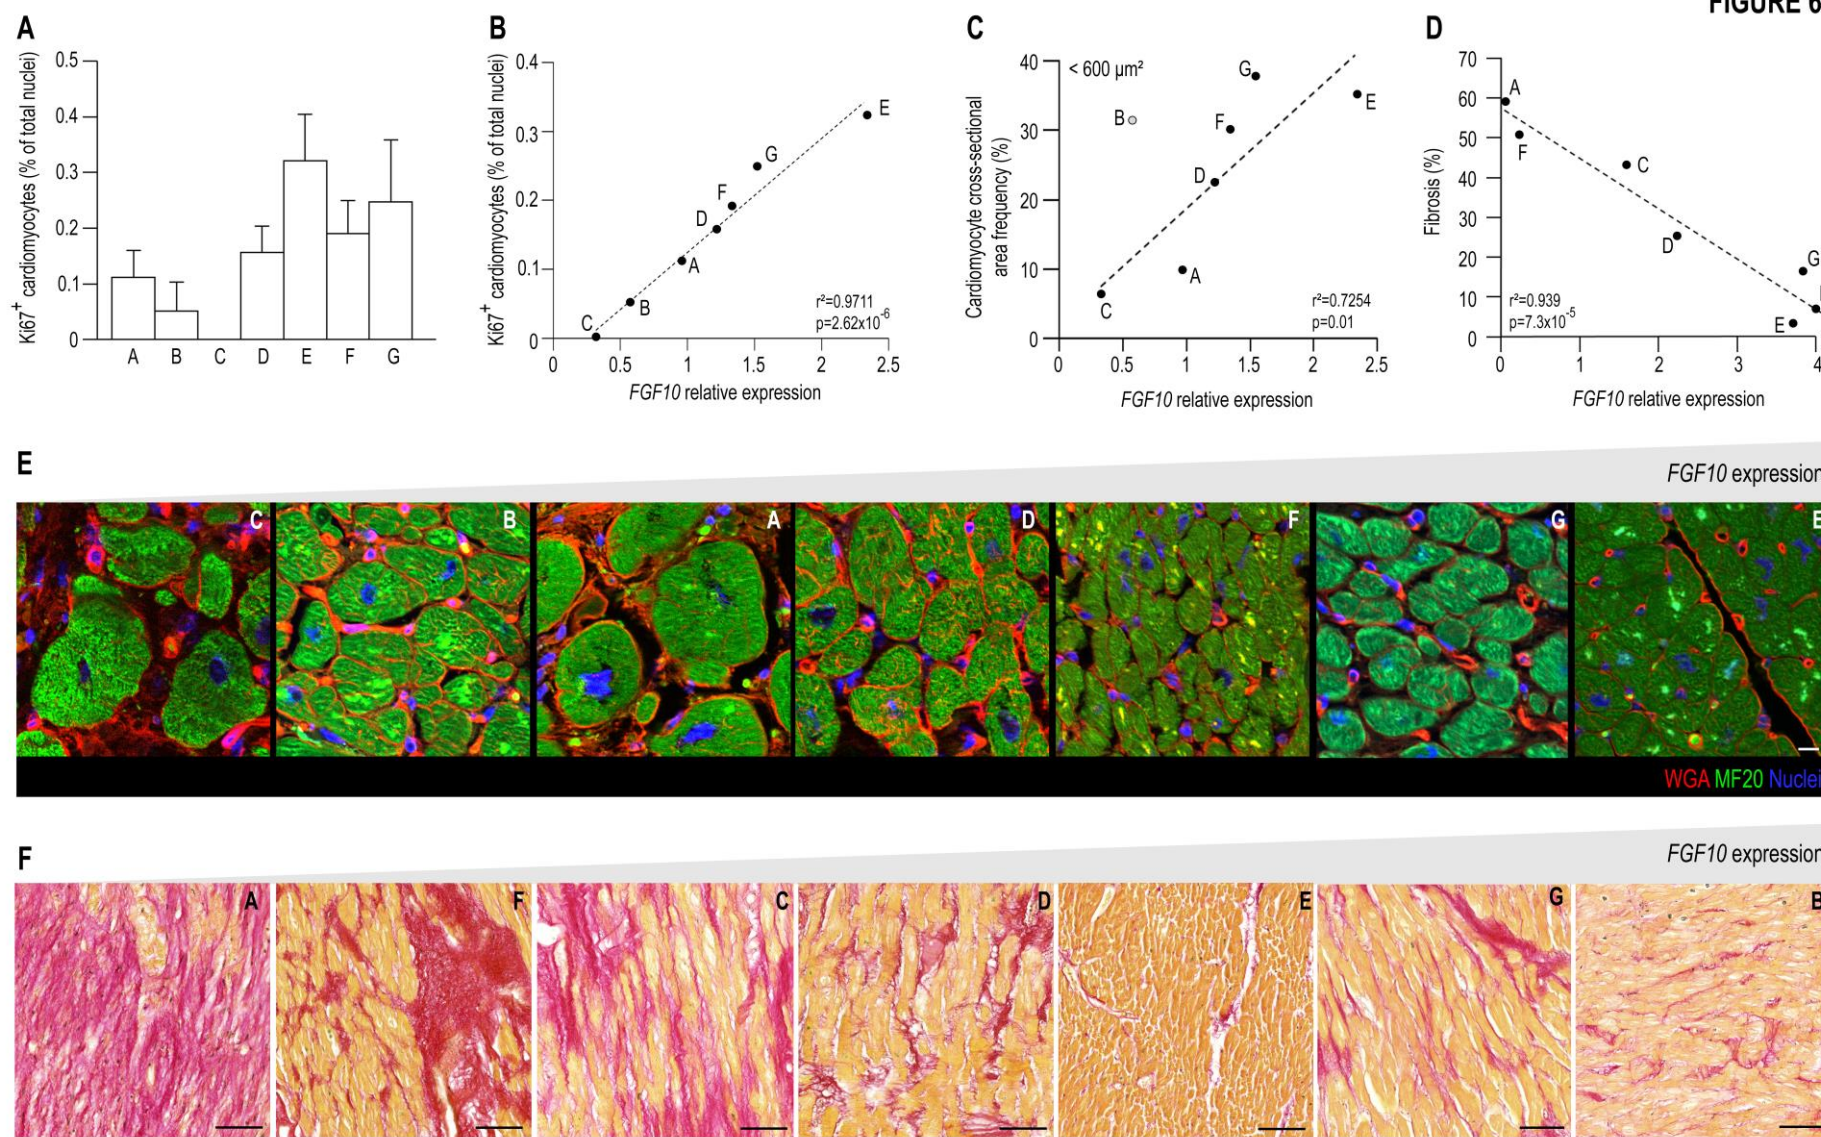 FIGURE 6
A
Ki67+ cardiomyocytes (% of total nuclei)
0.5
0.4
0.3
0.2
0.1
0
A B C D E F G
B
Ki67+ cardiomyocytes (% of total nuclei)
0.4
0.3
0.2
0.1
0
E
G
F
D
A
B
C
r²=0.9711
p=2.62x10-6
0 0.5 1 1.5 2 2.5
FGF10 relative expression
C
Cardiomyocyte cross-sectional
area frequency (%)
40
30
20
10
0
< 600 µm²
G
E
B
F
D
A
C
r²=0.7254
p=0.01
0 0.5 1 1.5 2 2.5
FGF10 relative expression
D
Fibrosis (%)
70
60
50
40
30
20
10
0
A
F
C
D
G
E
r²=0.939
p=7.3x10-5
0 1 2 3 4
FGF10 relative expression
E
FGF10 expression
C B A D F G E
WGA MF20 Nuclei
F
FGF10 expression
A F C D E G B